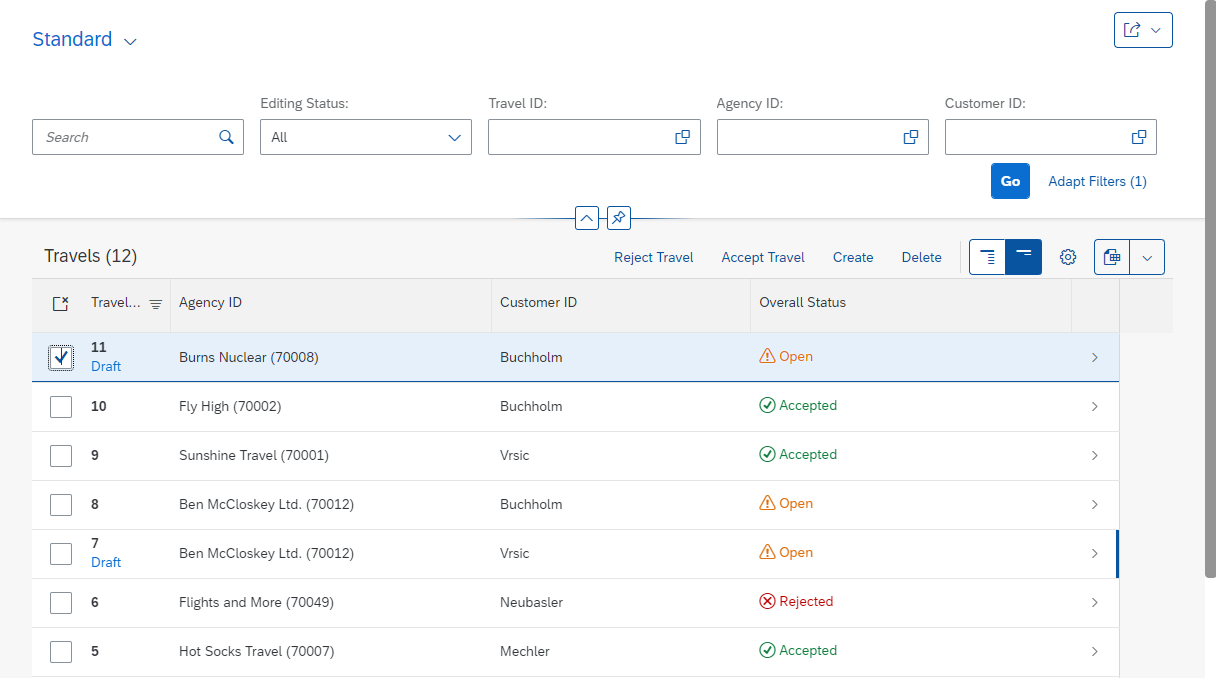 Standard
Editing Status: Travel ID: Agency ID: Customer ID:
Search All
Go Adapt Filters (1)
Travels (12) Reject Travel Accept Travel Create Delete
Travel... Agency ID Customer ID Overall Status
11 Draft Burns Nuclear (70008) Buchholm Open
10 Fly High (70002) Buchholm Accepted
9 Sunshine Travel (70001) Vrsic Accepted
8 Ben McCloskey Ltd. (70012) Buchholm Open
7 Draft Ben McCloskey Ltd. (70012) Vrsic Open
6 Flights and More (70049) Neubasler Rejected
5 Hot Socks Travel (70007) Mechler Accepted